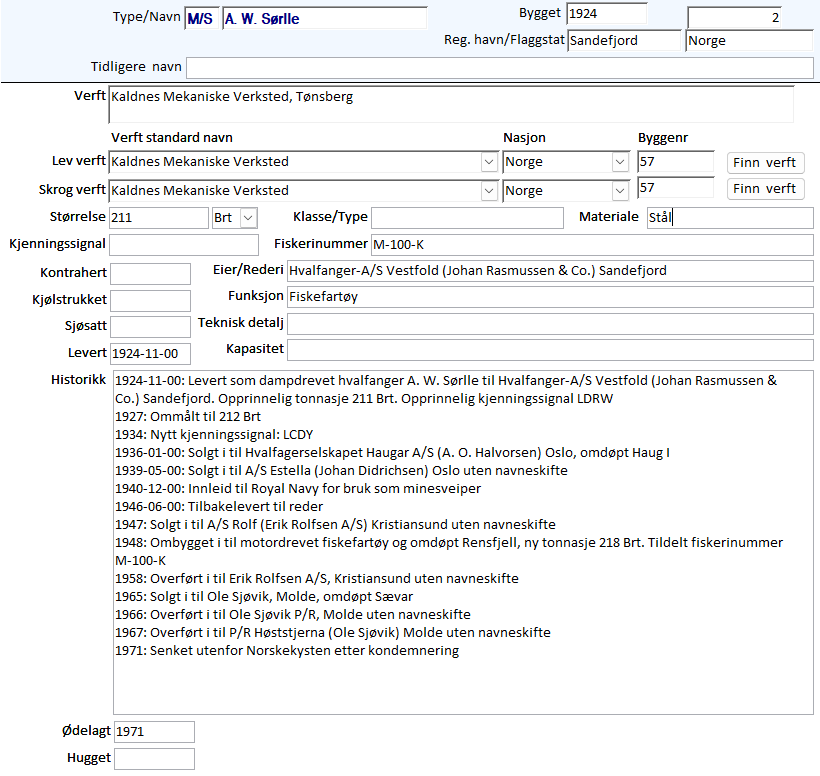 Type/Navn M/S A. W. Sørlle Bygget 1924 2
Reg. havn/Flaggstat Sandefjord Norge
Tidligere navn
Verft Kaldnes Mekaniske Verksted, Tønsberg
Verft standard navn Nasjon Byggenr
Lev verft Kaldnes Mekaniske Verksted Norge 57 Finn verft
Skrog verft Kaldnes Mekaniske Verksted Norge 57 Finn verft
Størrelse 211 Brt Klasse/Type Materiale Stål
Kjenningssignal Fiskerinummer M-100-K
Kontrahert Eier/Rederi Hvalfanger-A/S Vestfold (Johan Rasmussen & Co.) Sandefjord
Kjølstrukket Funksjon Fiskefartøy
Sjøsatt Teknisk detalj
Levert 1924-11-00 Kapasitet
Historikk 1924-11-00: Levert som dampdrevet hvalfanger A. W. Sørlle til Hvalfanger-A/S Vestfold (Johan Rasmussen &
Co.) Sandefjord. Opprinnelig tonnasje 211 Brt. Opprinnelig kjenningssignal LDRW
1927: Ommålt til 212 Brt
1934: Nytt kjenningssignal: LCDY
1936-01-00: Solgt i til Hvalfagerselskapet Haugar A/S (A. O. Halvorsen) Oslo, omdøpt Haug I
1939-05-00: Solgt i til A/S Estella (Johan Didrichsen) Oslo uten navneskifte
1940-12-00: Innleid til Royal Navy for bruk som minesveiper
1946-06-00: Tilbakelevert til reder
1947: Solgt i til A/S Rolf (Erik Rolfsen A/S) Kristiansund uten navneskifte
1948: Ombygget i til motordrevet fiskefartøy og omdøpt Rensfjell, ny tonnasje 218 Brt. Tildelt fiskerinummer
M-100-K
1958: Overført i til Erik Rolfsen A/S, Kristiansund uten navneskifte
1965: Solgt i til Ole Sjøvik, Molde, omdøpt Sævar
1966: Overført i til Ole Sjøvik P/R, Molde uten navneskifte
1967: Overført i til P/R Høststjerna (Ole Sjøvik) Molde uten navneskifte
1971: Senket utenfor Norskekysten etter kondemnering
Ødelagt 1971
Hugget